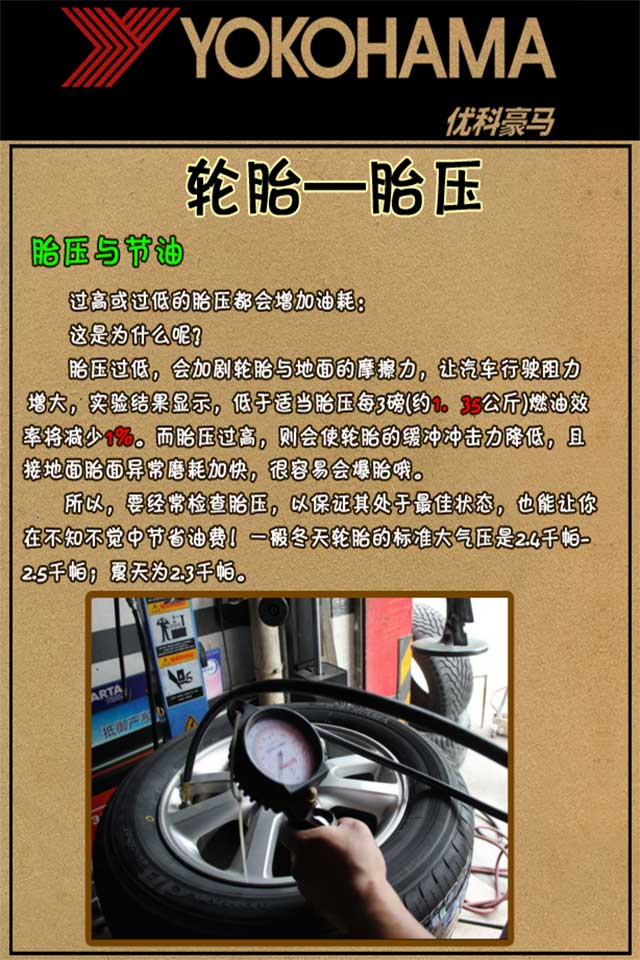 YOKOHAMA
优科豪马
轮胎—胎压
胎压与节油
过高或过低的胎压都会增加油耗；
这是为什么呢？
胎压过低，会加剧轮胎与地面的摩擦力，让汽车行驶阻力
增大，实验结果显示，低于适当胎压每3磅(约1.35公斤)燃油效
率将减少1%。而胎压过高，则会使轮胎的缓冲冲击力降低，且
接地面胎面异常磨耗加快，很容易会爆胎哦。
所以，要经常检查胎压，以保证其处于最佳状态，也能让你
在不知不觉中节省油费！一般冬天轮胎的标准大气压是2.4千帕-
2.5千帕；夏天为2.3千帕。
WARNING
WARNING
ARTA
抵御严
YOKOHAMA